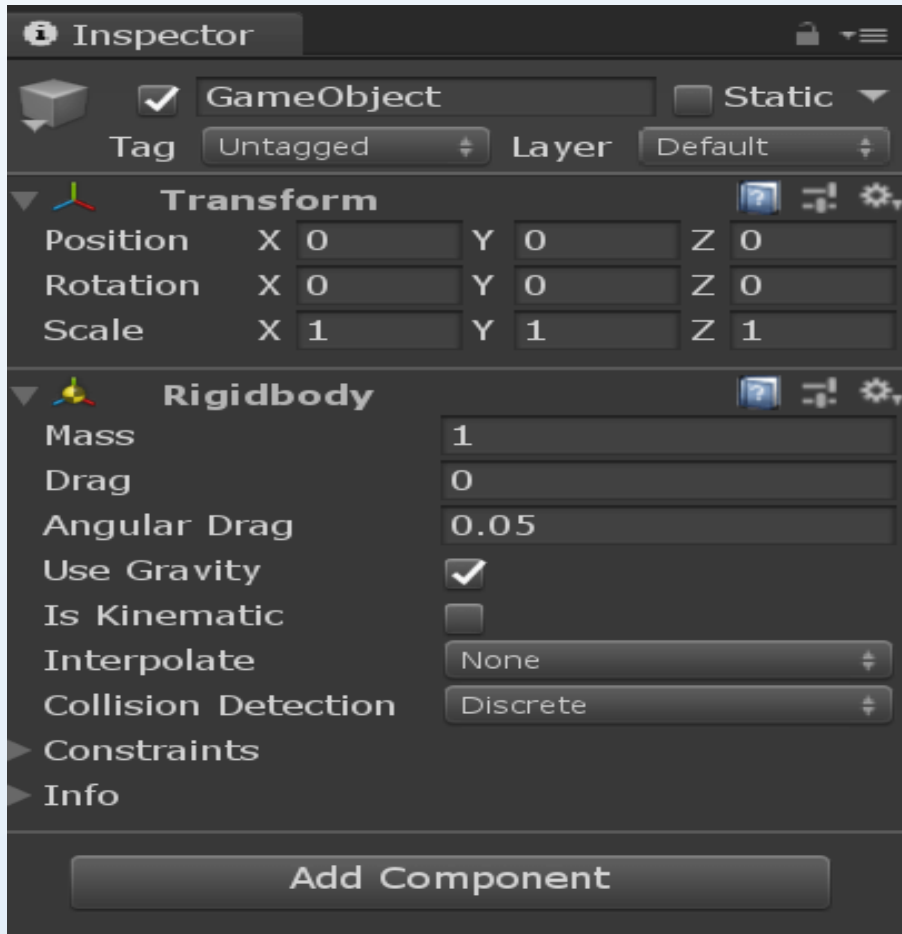 Inspector
GameObject Static
Tag Untagged Layer Default
Transform
Position X 0 Y 0 Z 0
Rotation X 0 Y 0 Z 0
Scale X 1 Y 1 Z 1
Rigidbody
Mass 1
Drag 0
Angular Drag 0.05
Use Gravity
Is Kinematic
Interpolate None
Collision Detection Discrete
Constraints
Info
Add Component